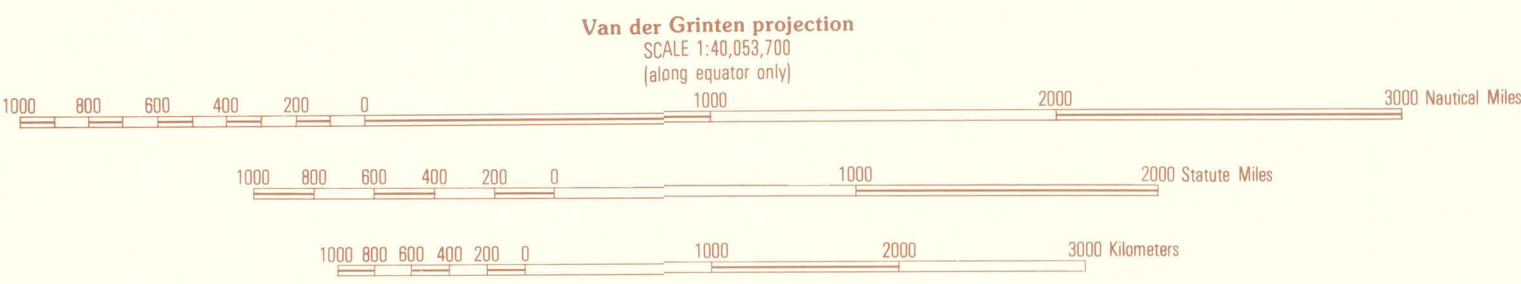 Van der Grinten projection
SCALE 1:40,053,700
(along equator only)
1000 800 600 400 200 0 1000 2000 3000 Nautical Miles
1000 800 600 400 200 0 1000 2000 Statute Miles
1000 800 600 400 200 0 1000 2000 3000 Kilometers